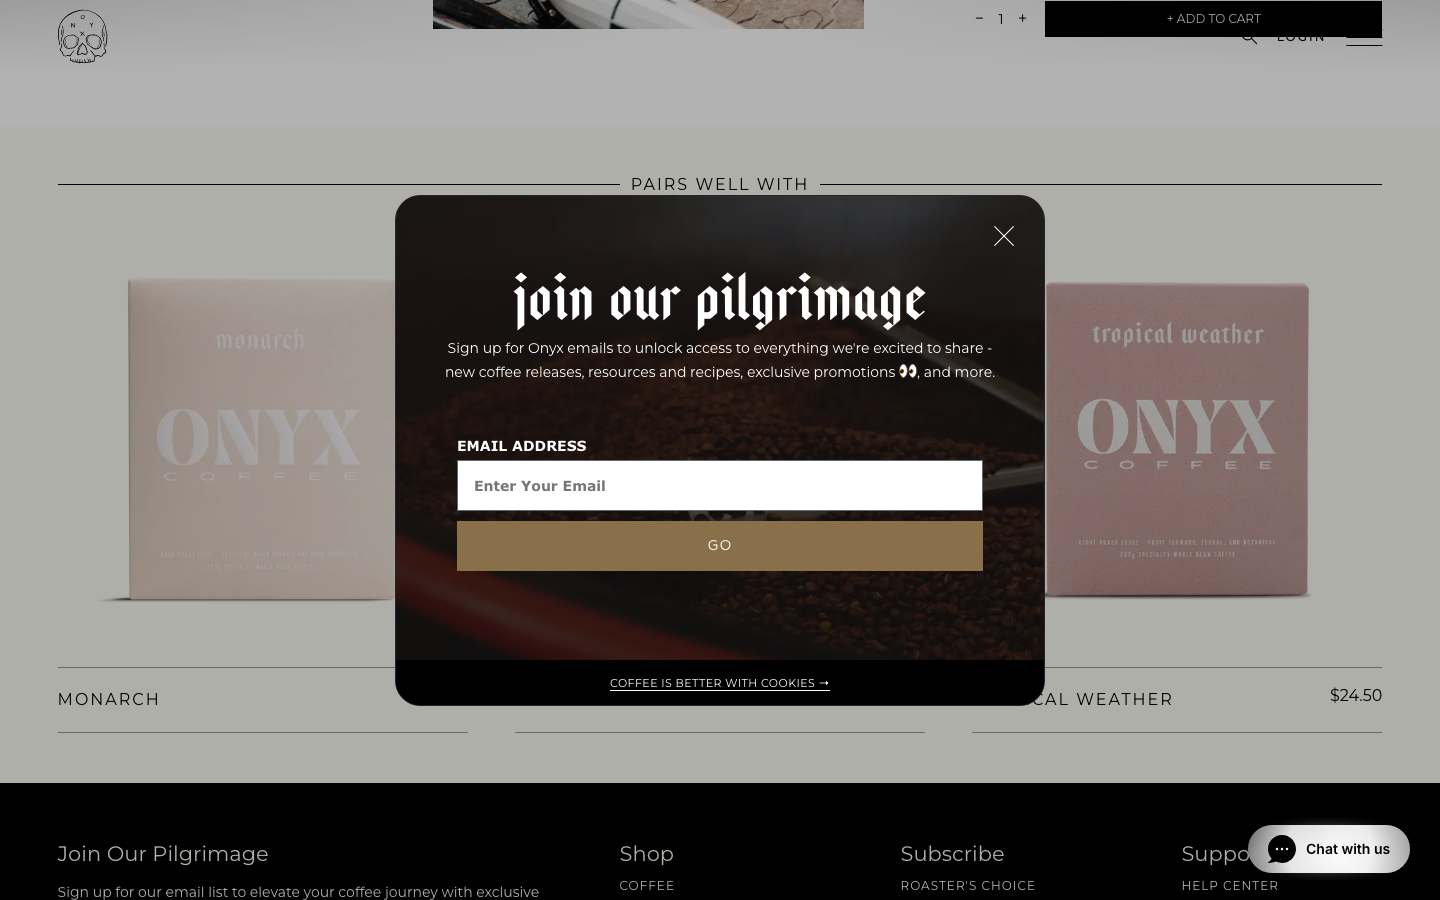 ONYX
− 1 +
+ ADD TO CART
LOGIN
PAIRS WELL WITH
join our pilgrimage
Sign up for Onyx emails to unlock access to everything we're excited to share -
new coffee releases, resources and recipes, exclusive promotions 👀, and more.
EMAIL ADDRESS
Enter Your Email
GO
COFFEE IS BETTER WITH COOKIES →
monarch
ONYX
COFFEE
tropical weather
ONYX
COFFEE
MONARCH
CAL WEATHER
$24.50
Join Our Pilgrimage
Sign up for our email list to elevate your coffee journey with exclusive
Shop
COFFEE
Subscribe
ROASTER'S CHOICE
Suppo
HELP CENTER
Chat with us